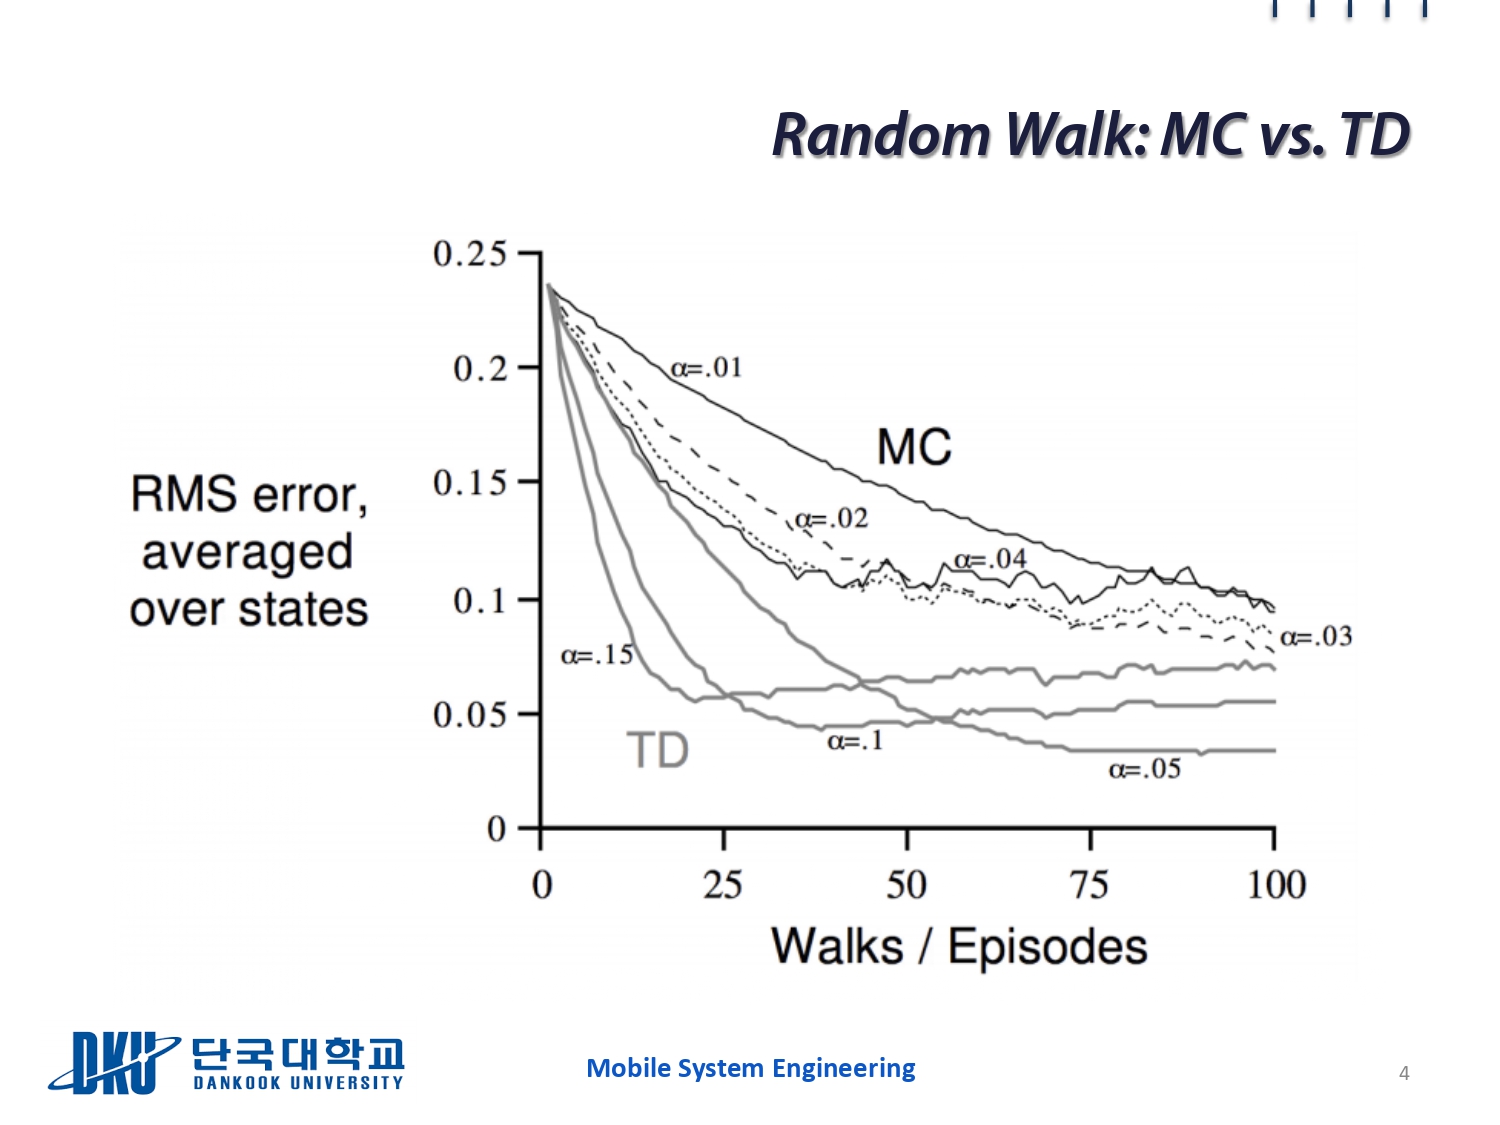 Random Walk: MC vs. TD
0.25
0.2
0.15
0.1
0.05
0
RMS error,
averaged
over states
α=.01
MC
α=.02
α=.04
α=.03
α=.15
TD
α=.1
α=.05
0 25 50 75 100
Walks / Episodes
DKU 단국대학교
DANKOOK UNIVERSITY
Mobile System Engineering
4